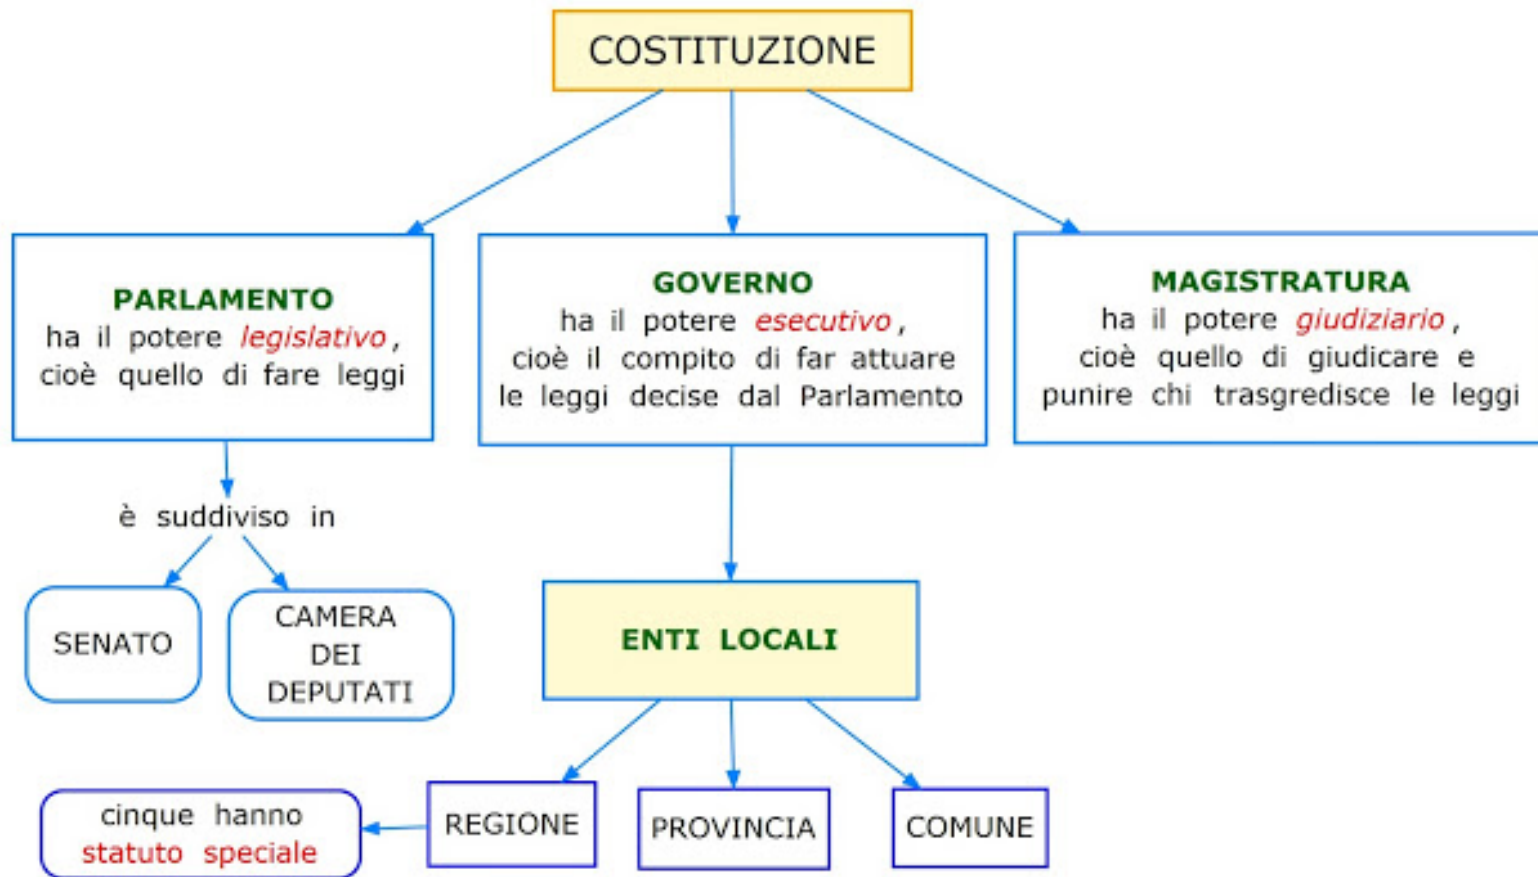 COSTITUZIONE
PARLAMENTO
ha il potere legislativo,
cioè quello di fare leggi
GOVERNO
ha il potere esecutivo,
cioè il compito di far attuare
le leggi decise dal Parlamento
MAGISTRATURA
ha il potere giudiziario,
cioè quello di giudicare e
punire chi trasgredisce le leggi
è suddiviso in
SENATO
CAMERA
DEI
DEPUTATI
ENTI LOCALI
cinque hanno
statuto speciale
REGIONE
PROVINCIA
COMUNE